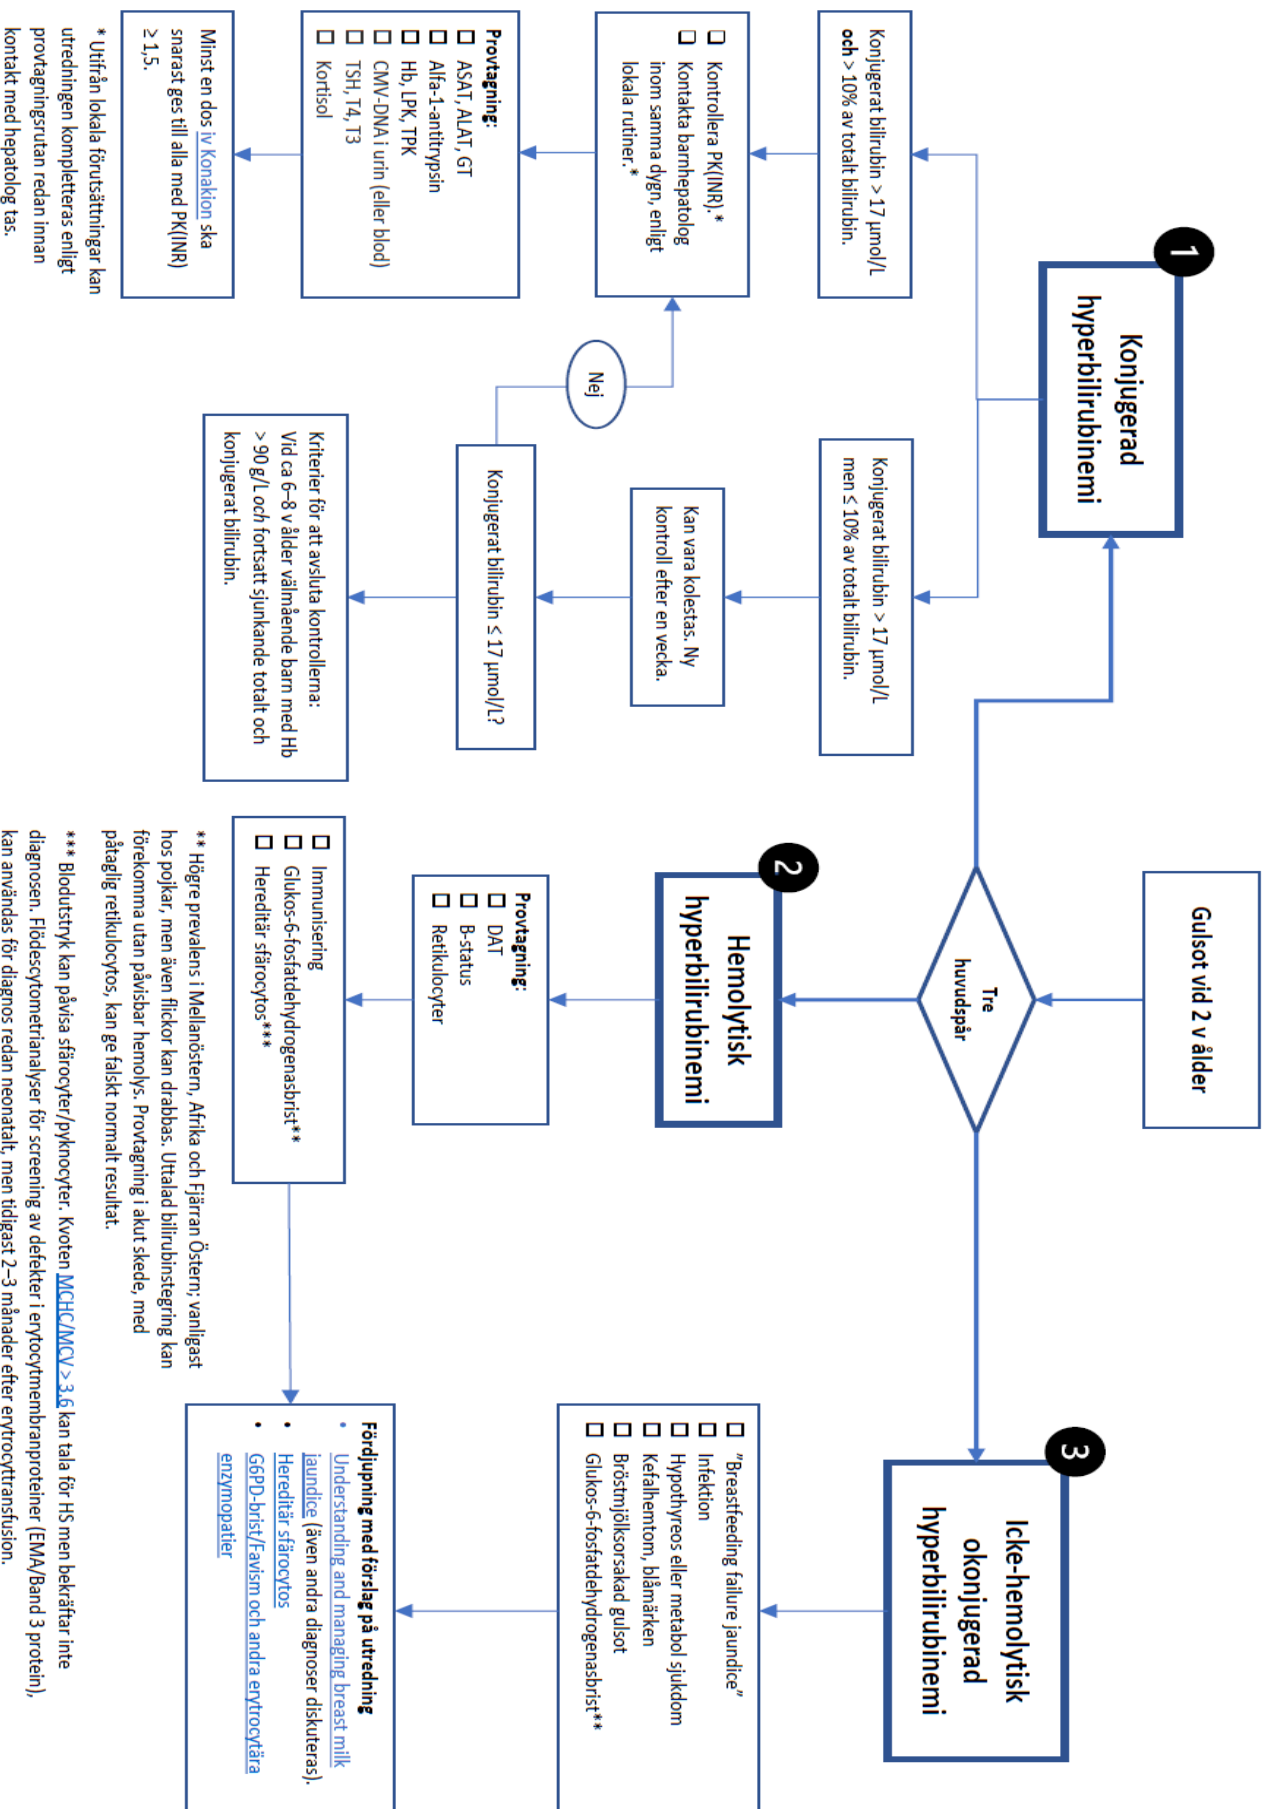 Gulsot vid 2 v ålder
Tre
huvudspår
1
Konjugerad
hyperbilirubinemi
Konjugerat bilirubin > 17 µmol/L
och > 10% av totalt bilirubin.
Kontrollera PK(INR).*
Kontakta barnhepatolog
inom samma dygn, enligt
lokala rutiner.*
Provtagning:
ASAT, ALAT, GT
Alfa-1-antitrypsin
Hb, LPK, TPK
CMV-DNA i urin (eller blod)
TSH, T4, T3
Kortisol
Minst en dos iv Konakion ska
snarast ges till alla med PK(INR)
≥ 1,5.
* Utifrån lokala förutsättningar kan
utredningen kompletteras enligt
provtagningsrutan redan innan
kontakt med hepatolog tas.
Konjugerat bilirubin > 17 µmol/L
men ≤ 10% av totalt bilirubin.
Kan vara kolestas. Ny
kontroll efter en vecka.
Konjugerat bilirubin ≤ 17 µmol/L?
Nej
Kriterier för att avsluta kontrollerna:
Vid ca 6–8 v ålder välmående barn med Hb
> 90 g/L och fortsatt sjunkande totalt och
konjugerat bilirubin.
2
Hemolytisk
hyperbilirubinemi
Provtagning:
DAT
B-status
Retikulocyter
Immunisering
Glukos-6-fosfatdehydrogenasbrist**
Hereditär sfärocytos***
** Högre prevalens i Mellanöstern, Afrika och Fjärran Östern; vanligast
hos pojkar, men även flickor kan drabbas. Uttalad bilirubinstegring kan
förekomma utan påvisbar hemolys. Provtagning i akut skede, med
påtaglig retikulocytos, kan ge falskt normalt resultat.
*** Blodutstryk kan påvisa sfärocyter/pyknocyter. Kvoten MCHC/MCV > 3,6 kan tala för HS men bekräftar inte
diagnosen. Flödescytometrianalyser för screening av defekter i erytocytmembranproteiner (EMA/Band 3 protein),
kan användas för diagnos redan neonatalt, men tidigast 2–3 månader efter erytrocyttransfusion.
3
Icke-hemolytisk
okonjugerad
hyperbilirubinemi
"Breastfeeding failure jaundice"
Infektion
Hypothyreos eller metabol sjukdom
Kefalhemtom, blåmärken
Bröstmjölksorsakad gulsot
Glukos-6-fosfatdehydrogenasbrist**
Fördjupning med förslag på utredning
• Understanding and managing breast milk
jaundice (även andra diagnoser diskuteras).
• Hereditär sfärocytos
• G6PD-brist/Favism och andra erytrocytära
enzymopatier